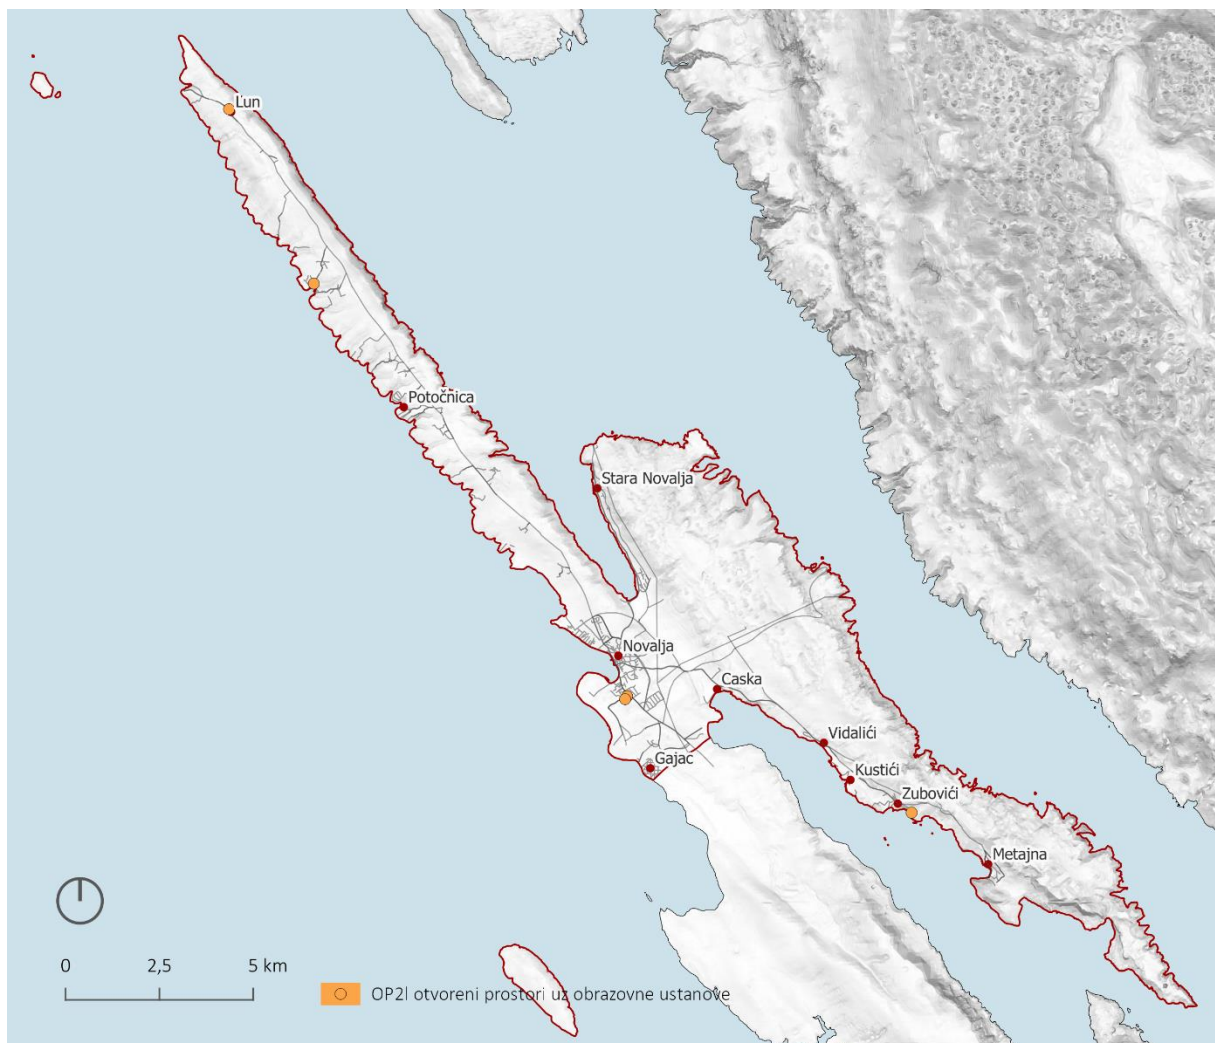 Lun
Potočnica
Stara Novalja
Novalja
Caska
Vidalići
Gajac
Kustići
Zubovići
Metajna
0 2,5 5 km
OP2l otvoreni prostori uz obrazovne ustanove